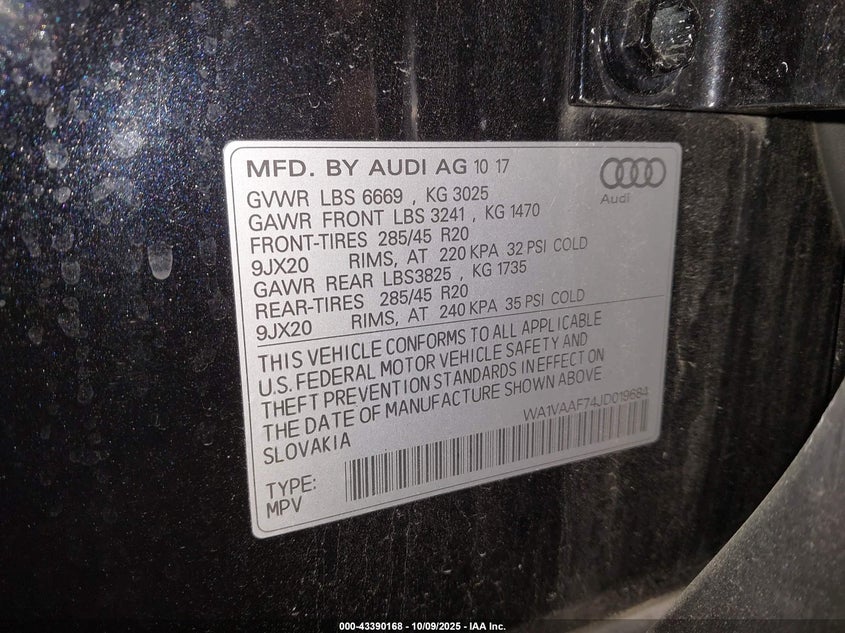 MFD. BY AUDI AG 10 17
Audi
GVWR LBS 6669 , KG 3025
GAWR FRONT LBS 3241 , KG 1470
FRONT-TIRES 285/45 R20
9JX20 RIMS, AT 220 KPA 32 PSI COLD
GAWR REAR LBS3825 , KG 1735
REAR-TIRES 285/45 R20
9JX20 RIMS, AT 240 KPA 35 PSI COLD
THIS VEHICLE CONFORMS TO ALL APPLICABLE
U.S. FEDERAL MOTOR VEHICLE SAFETY AND
THEFT PREVENTION STANDARDS IN EFFECT ON
THE DATE OF MANUFACTURE SHOWN ABOVE
SLOVAKIA
WA1VAAF74JD019684
TYPE:
MPV
000-43390168 - 10/09/2025 - IAA Inc.